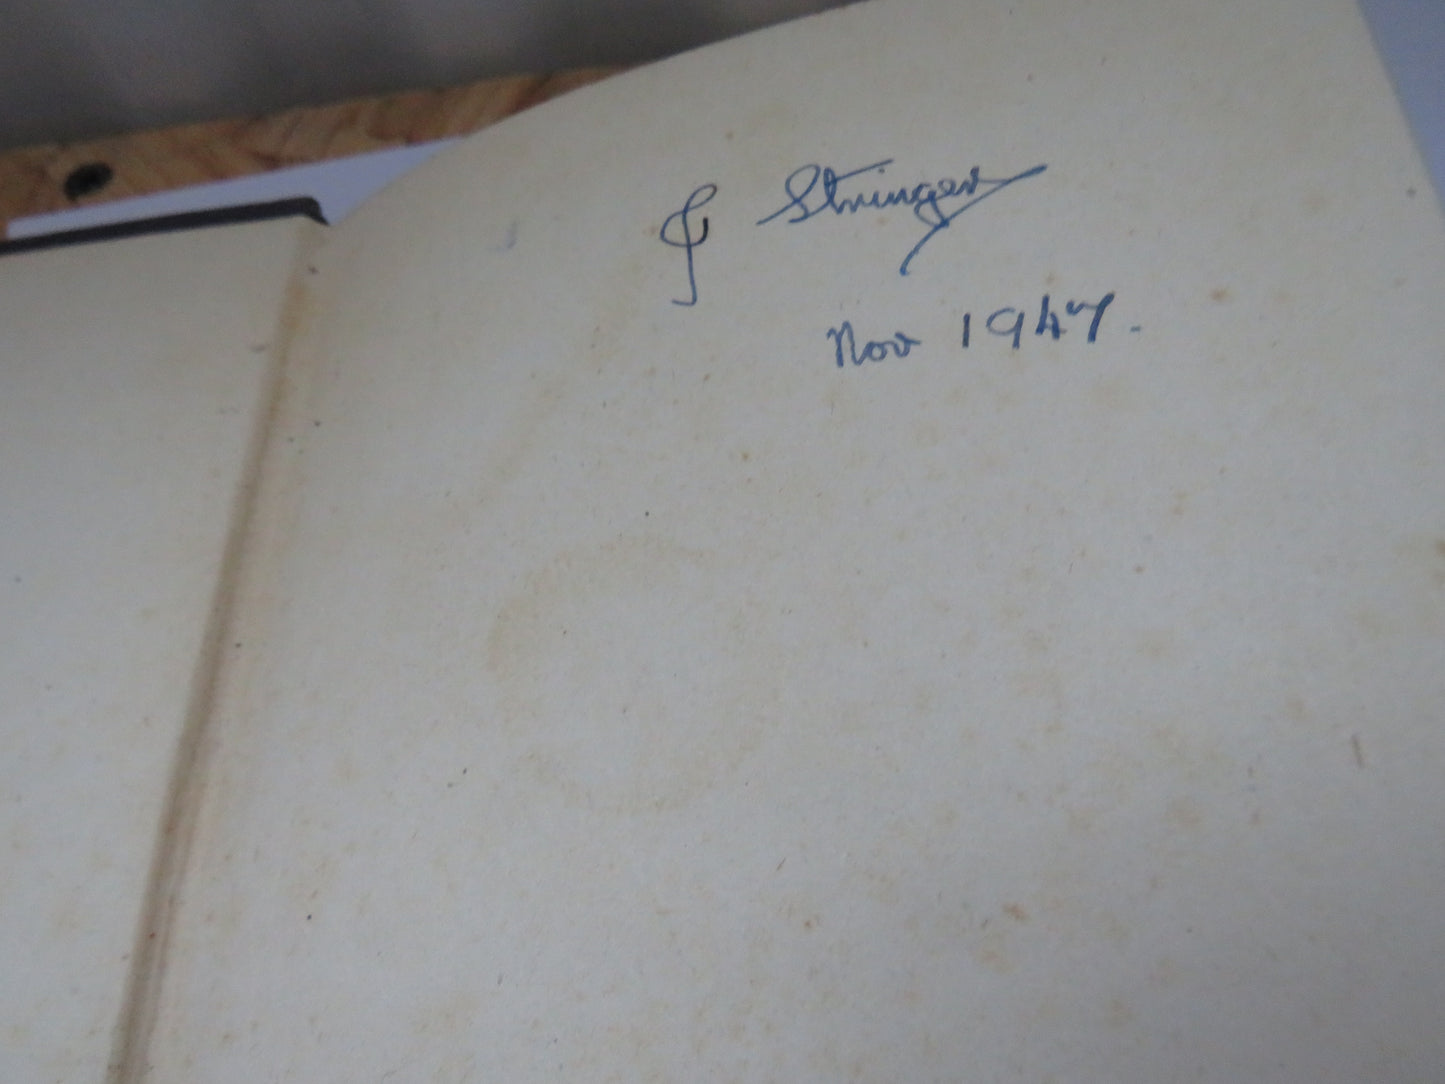 Stringer
Nov 1947.